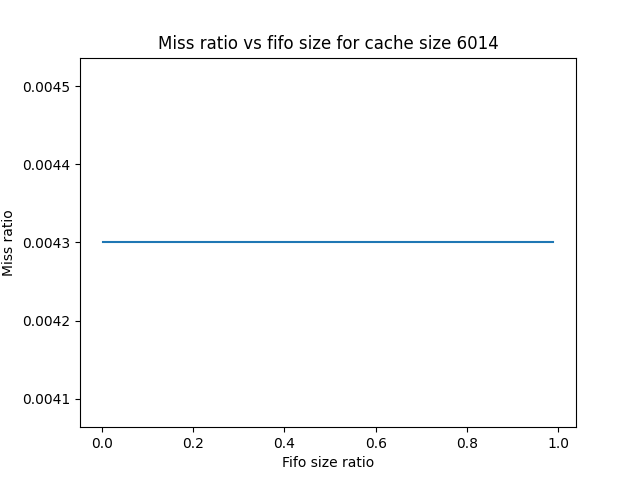 Miss ratio vs fifo size for cache size 6014
0.0045
0.0044
0.0043
0.0042
0.0041
Miss ratio
0.0 0.2 0.4 0.6 0.8 1.0
Fifo size ratio